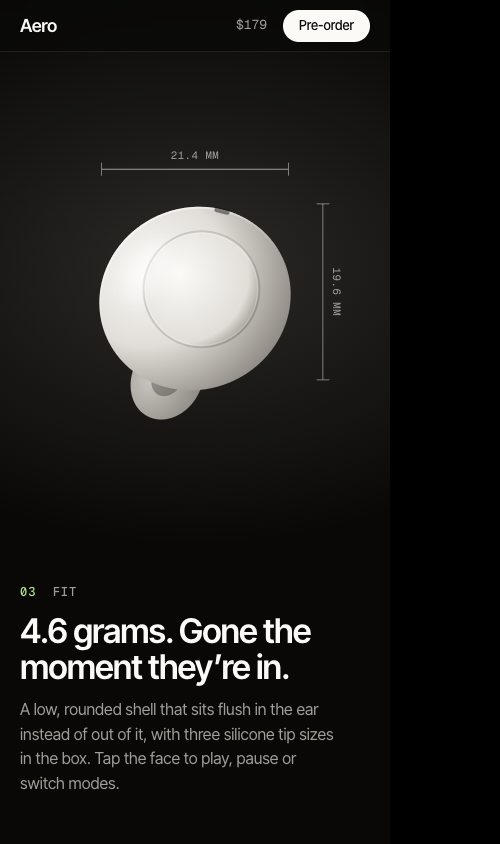 Aero
$179
Pre-order
21.4 MM
19.6 MM
03 FIT
4.6 grams. Gone the
moment they’re in.
A low, rounded shell that sits flush in the ear
instead of out of it, with three silicone tip sizes
in the box. Tap the face to play, pause or
switch modes.